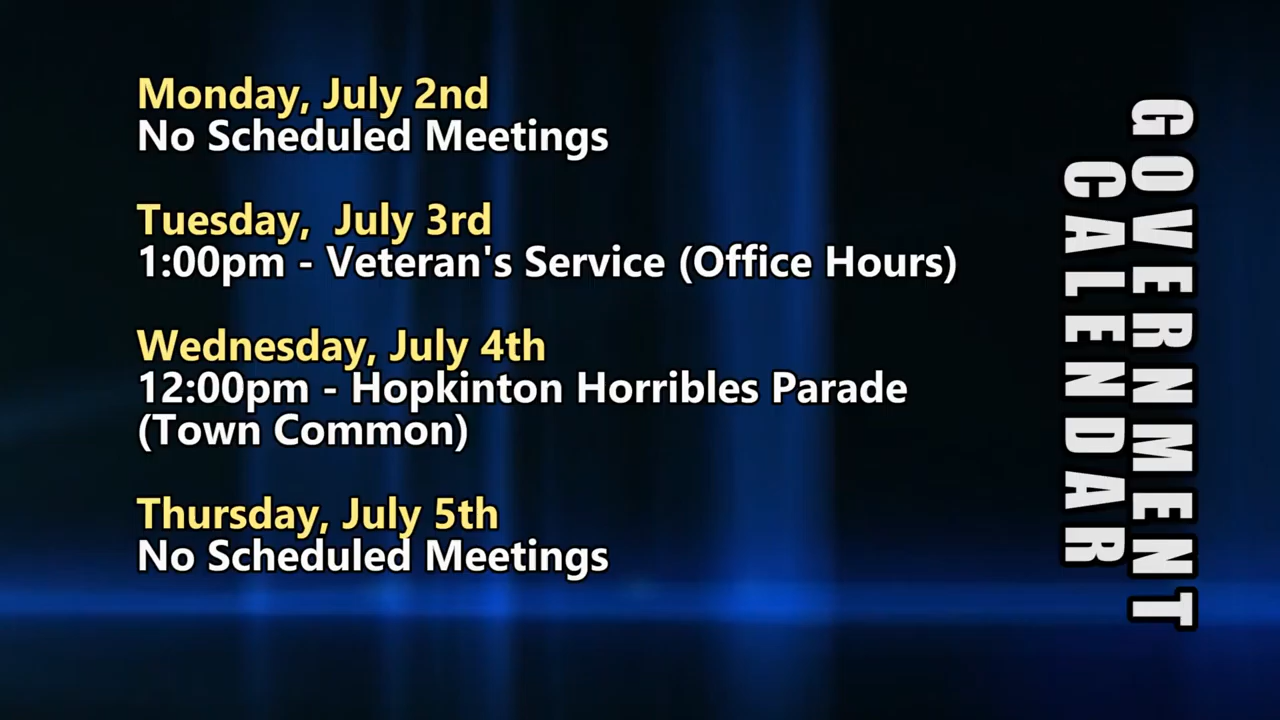 Monday, July 2nd
No Scheduled Meetings
Tuesday,  July 3rd
1:00pm - Veteran's Service (Office Hours)
Wednesday, July 4th
12:00pm - Hopkinton Horribles Parade
(Town Common)
Thursday, July 5th
No Scheduled Meetings
GOVERNMENT
CALENDAR